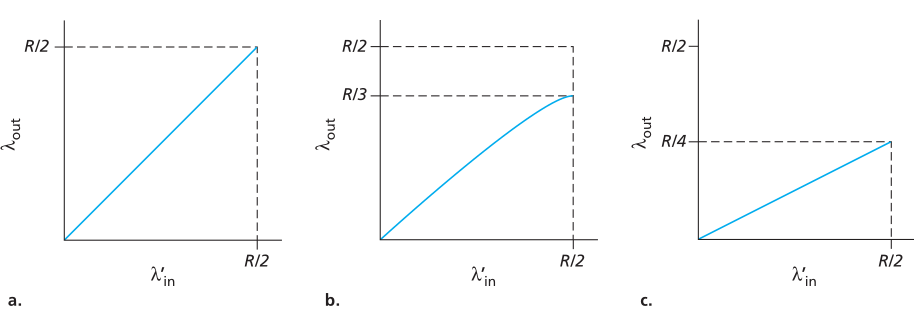 R/2
λout
R/2
λ′in
a.
R/2
R/3
λout
R/2
λ′in
b.
R/2
R/4
λout
R/2
λ′in
c.